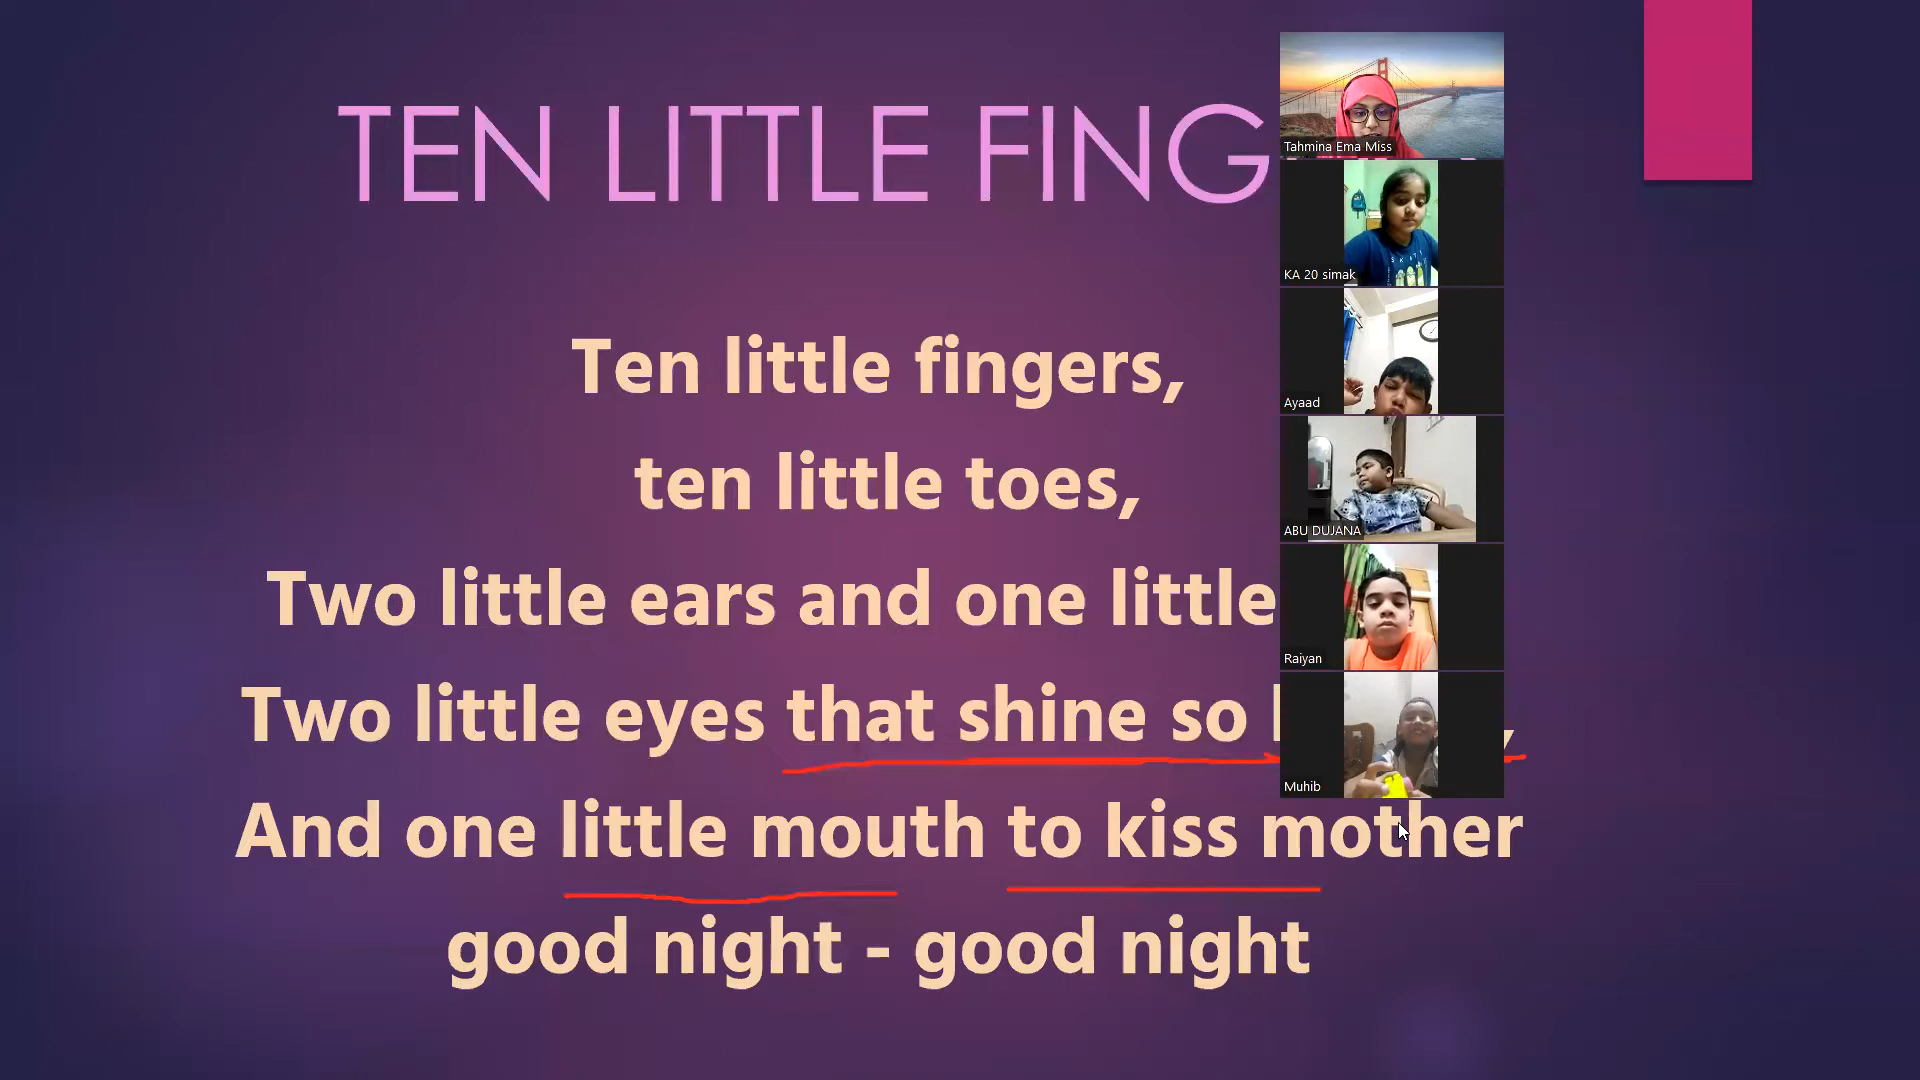 TEN LITTLE FING
Ten little fingers,
ten little toes,
Two little ears and one little
Two little eyes that shine so
And one little mouth to kiss mother
good night - good night
Tahmina Ema Miss
KA 20 simak
Ayaad
ABU DUJANA
Raiyan
Muhib